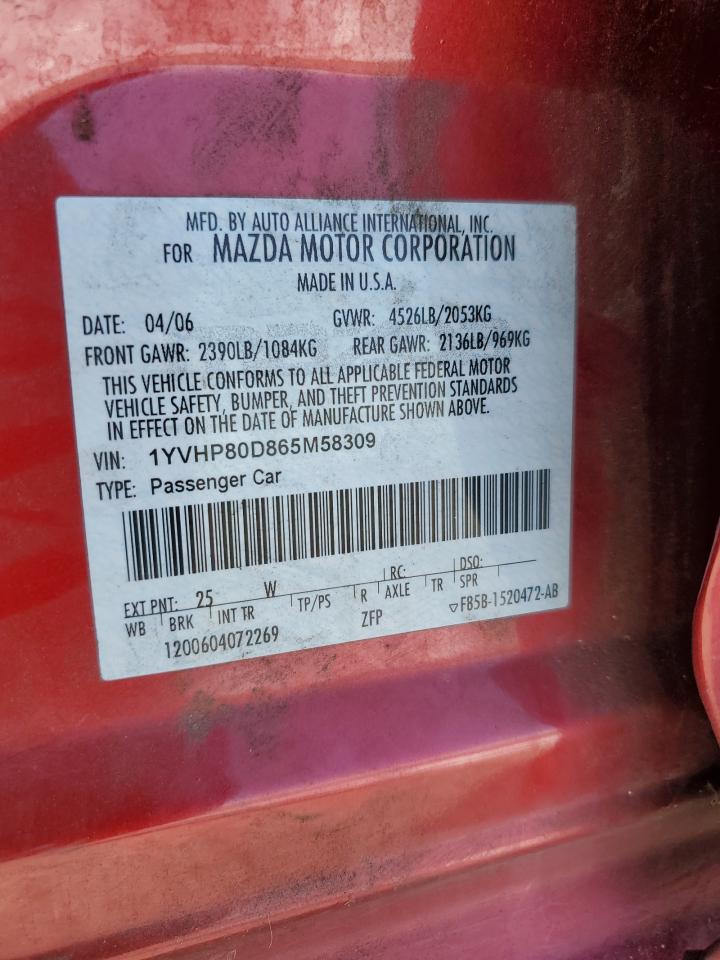 MFD. BY AUTO ALLIANCE INTERNATIONAL, INC.
FOR MAZDA MOTOR CORPORATION
MADE IN U.S.A.
DATE: 04/06 GVWR: 4526LB/2053KG
FRONT GAWR: 2390LB/1084KG REAR GAWR: 2136LB/969KG
THIS VEHICLE CONFORMS TO ALL APPLICABLE FEDERAL MOTOR
VEHICLE SAFETY, BUMPER, AND THEFT PREVENTION STANDARDS
IN EFFECT ON THE DATE OF MANUFACTURE SHOWN ABOVE.
VIN: 1YVHP80D865M58309
TYPE: Passenger Car
EXT PNT: 25 W RC: DSO:
WB BRK INT TR TP/PS R AXLE TR SPR
1200604072269 ZFP ▽FB5B-1520472-AB